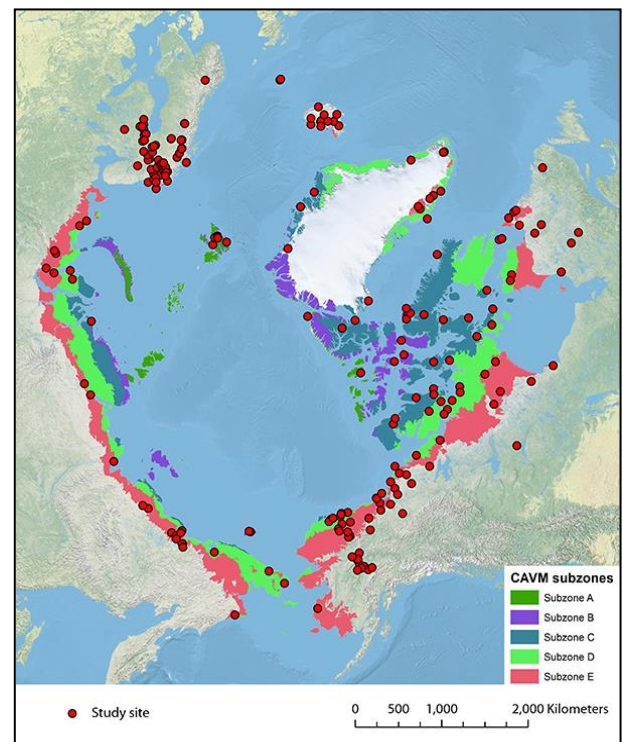 CAVM subzones
Subzone A
Subzone B
Subzone C
Subzone D
Subzone E
Study site
0 500 1,000 2,000 Kilometers